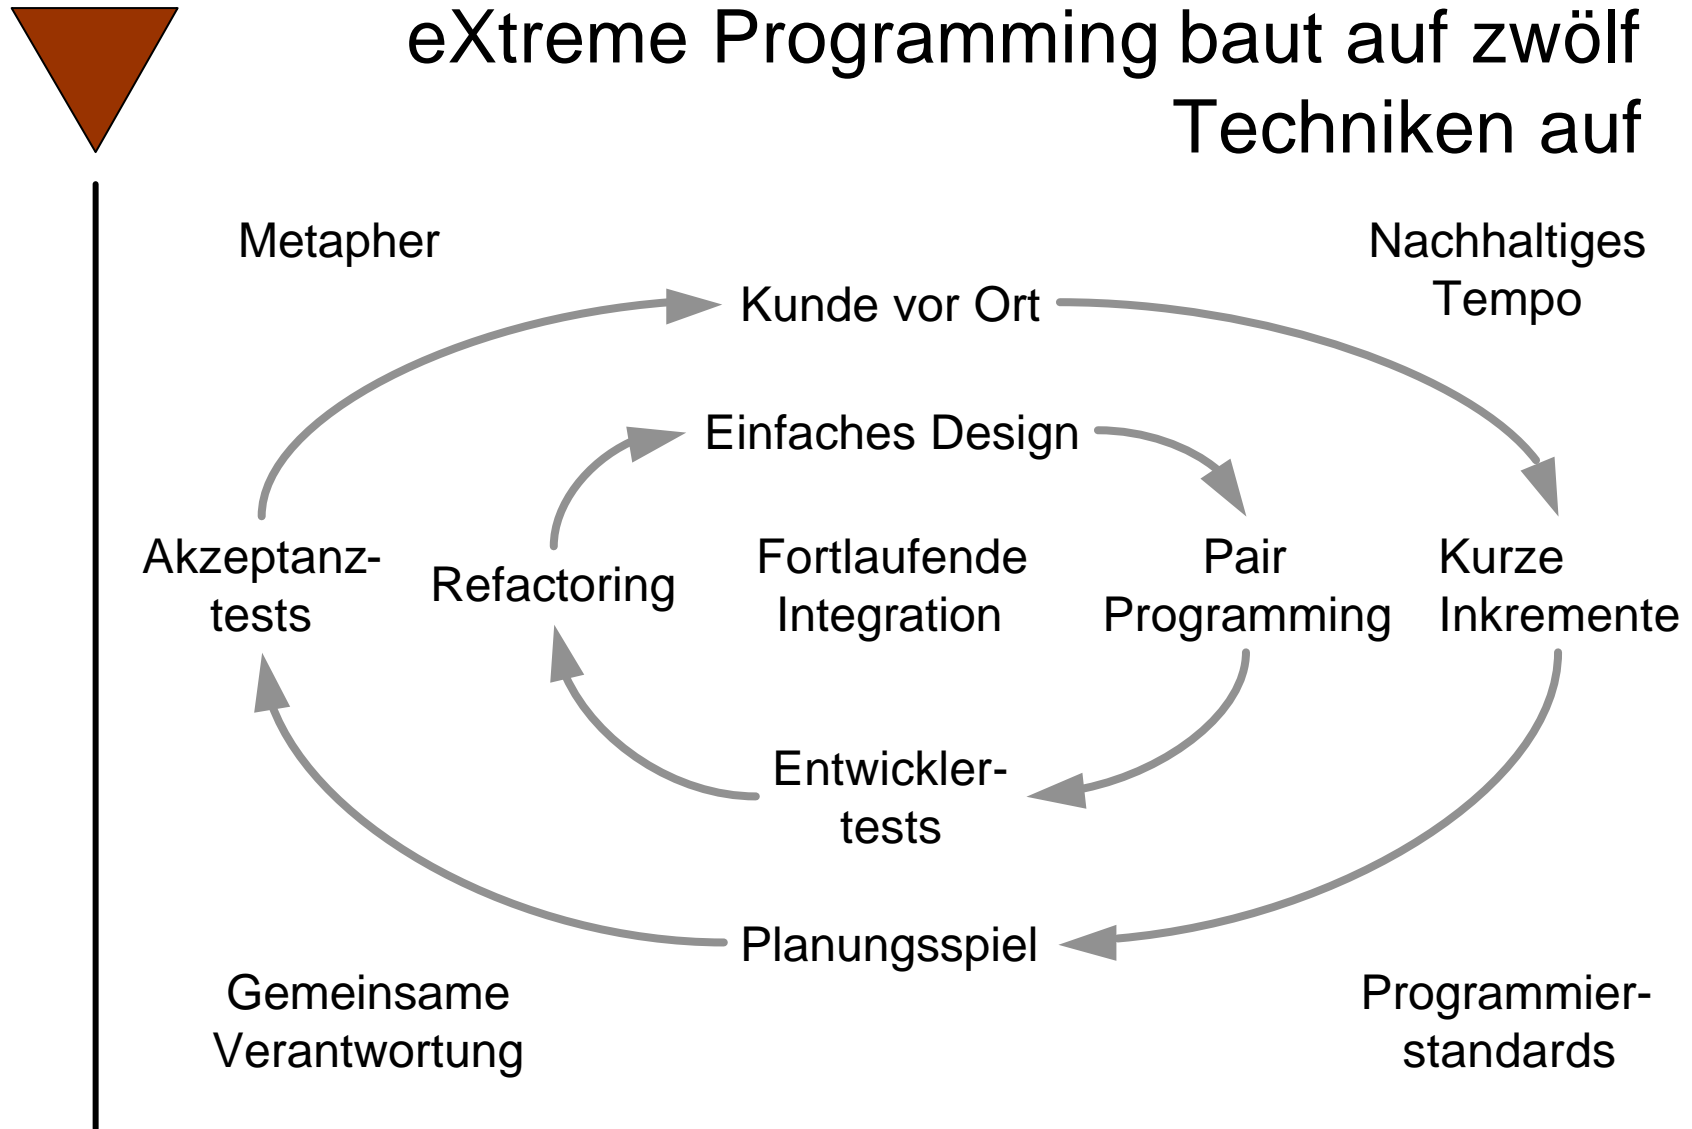 eXtreme Programming baut auf zwölf
Techniken auf
Metapher
Nachhaltiges
Tempo
Kunde vor Ort
Einfaches Design
Akzeptanz-
tests
Refactoring
Fortlaufende
Integration
Pair
Programming
Kurze
Inkremente
Entwickler-
tests
Planungsspiel
Gemeinsame
Verantwortung
Programmier-
standards